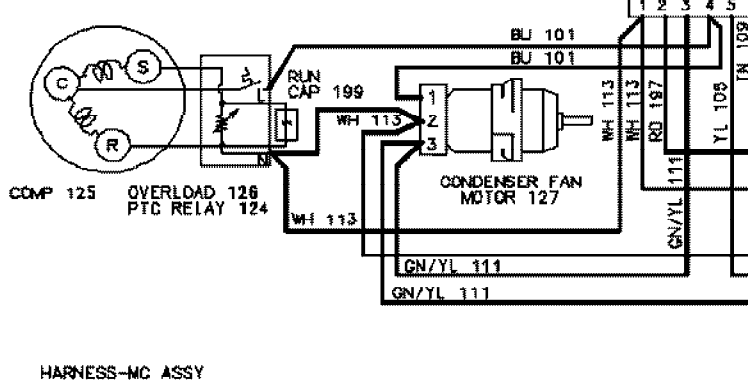 1 2 3 4 5
BU 101
BU 101
TN 109
S
C
R
L
N
RUN
CAP 199
WH 113
1
2
3
WH 113
WH 113
RD 197
YL 105
COMP 125
OVERLOAD 126
PTC RELAY 124
CONDENSER FAN
MOTOR 127
WH 113
GN/YL 111
GN/YL 111
GN/YL 111
HARNESS-MC ASSY